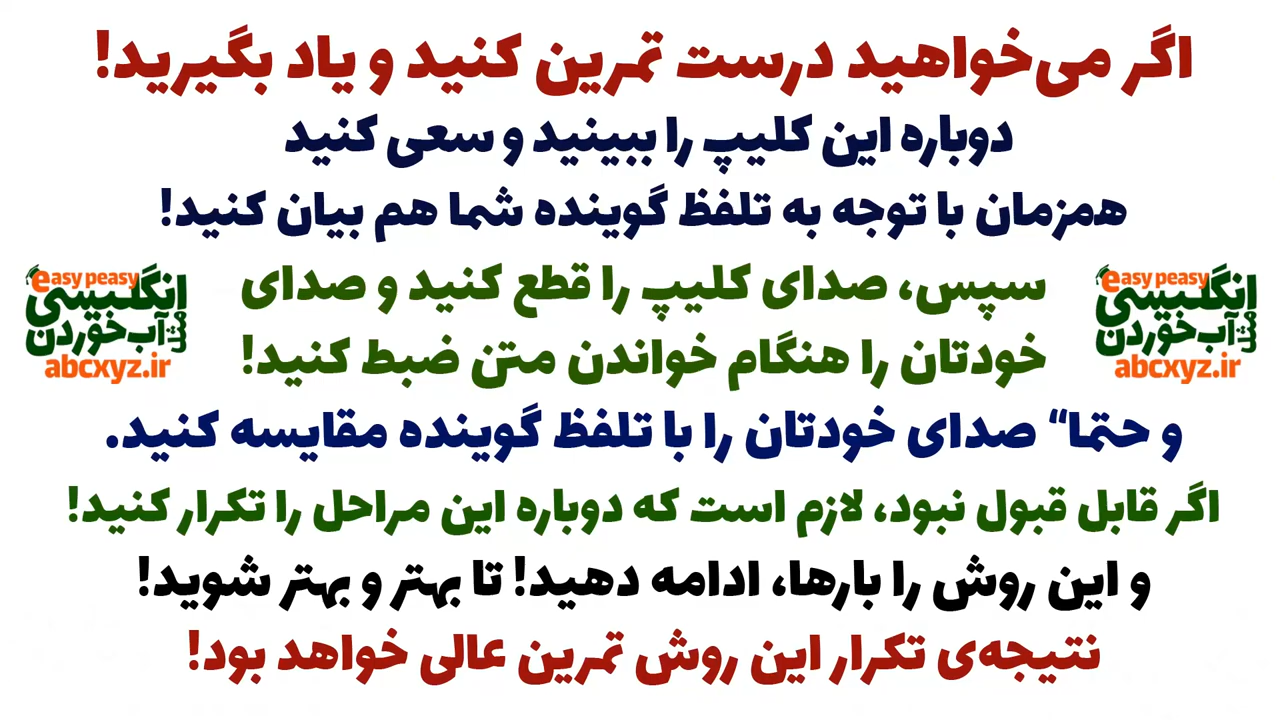 اگر می‌خواهید درست تمرین کنید و یاد بگیرید!
دوباره این کلیپ را ببینید و سعی کنید
همزمان با توجه به تلفظ گوینده شما هم بیان کنید!
سپس، صدای کلیپ را قطع کنید و صدای
خودتان را هنگام خواندن متن ضبط کنید!
و حتما“ صدای خودتان را با تلفظ گوینده مقایسه کنید.
اگر قابل قبول نبود، لازم است که دوباره این مراحل را تکرار کنید!
و این روش را بارها، ادامه دهید! تا بهتر و بهتر شوید!
نتیجه‌ی تکرار این روش تمرین عالی خواهد بود!
easy peasy
انگلیسی
مثل آب خوردن
abcxyz.ir
easy peasy
انگلیسی
مثل آب خوردن
abcxyz.ir